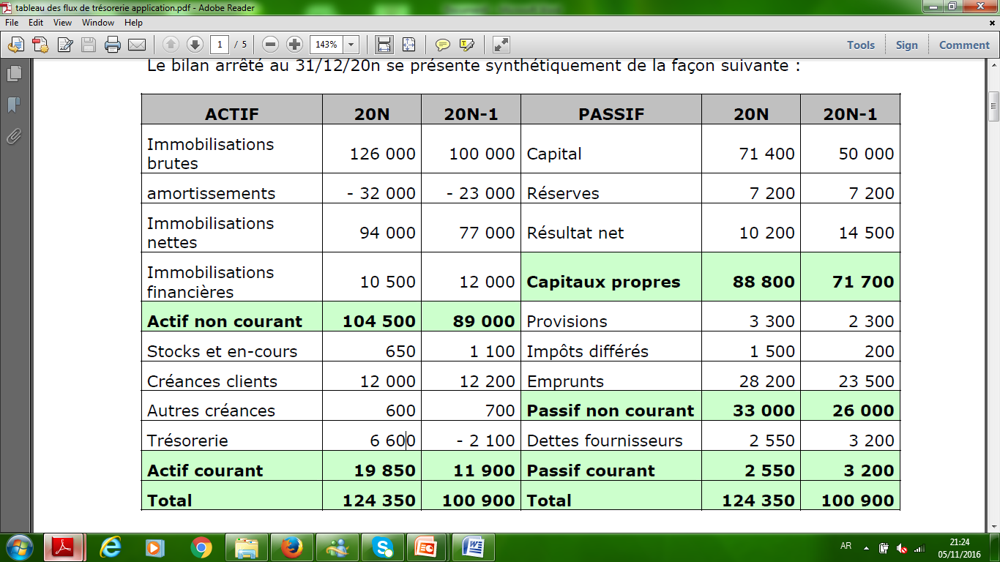 tableau des flux de trésorerie application.pdf - Adobe Reader
File Edit View Window Help
1 / 5 143% Tools Sign Comment
Le bilan arrêté au 31/12/20n se présente synthétiquement de la façon suivante :
ACTIF 20N 20N-1 PASSIF 20N 20N-1
Immobilisations
brutes 126 000 100 000 Capital 71 400 50 000
amortissements - 32 000 - 23 000 Réserves 7 200 7 200
Immobilisations
nettes 94 000 77 000 Résultat net 10 200 14 500
Immobilisations
financières 10 500 12 000 Capitaux propres 88 800 71 700
Actif non courant 104 500 89 000 Provisions 3 300 2 300
Stocks et en-cours 650 1 100 Impôts différés 1 500 200
Créances clients 12 000 12 200 Emprunts 28 200 23 500
Autres créances 600 700 Passif non courant 33 000 26 000
Trésorerie 6 600 - 2 100 Dettes fournisseurs 2 550 3 200
Actif courant 19 850 11 900 Passif courant 2 550 3 200
Total 124 350 100 900 Total 124 350 100 900
AR 21:24
05/11/2016